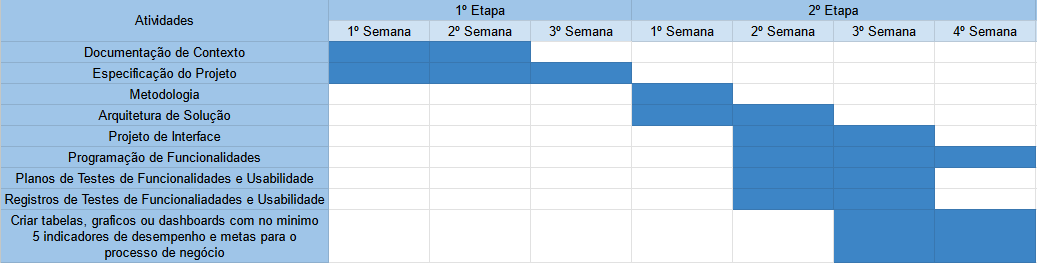 Atividades
1º Etapa
2º Etapa
1º Semana
2º Semana
3º Semana
1º Semana
2º Semana
3º Semana
4º Semana
Documentação de Contexto
Especificação do Projeto
Metodologia
Arquitetura de Solução
Projeto de Interface
Programação de Funcionalidades
Planos de Testes de Funcionalidades e Usabilidade
Registros de Testes de Funcionaliadades e Usabilidade
Criar tabelas, graficos ou dashboards com no minimo
5 indicadores de desempenho e metas para o
processo de negócio